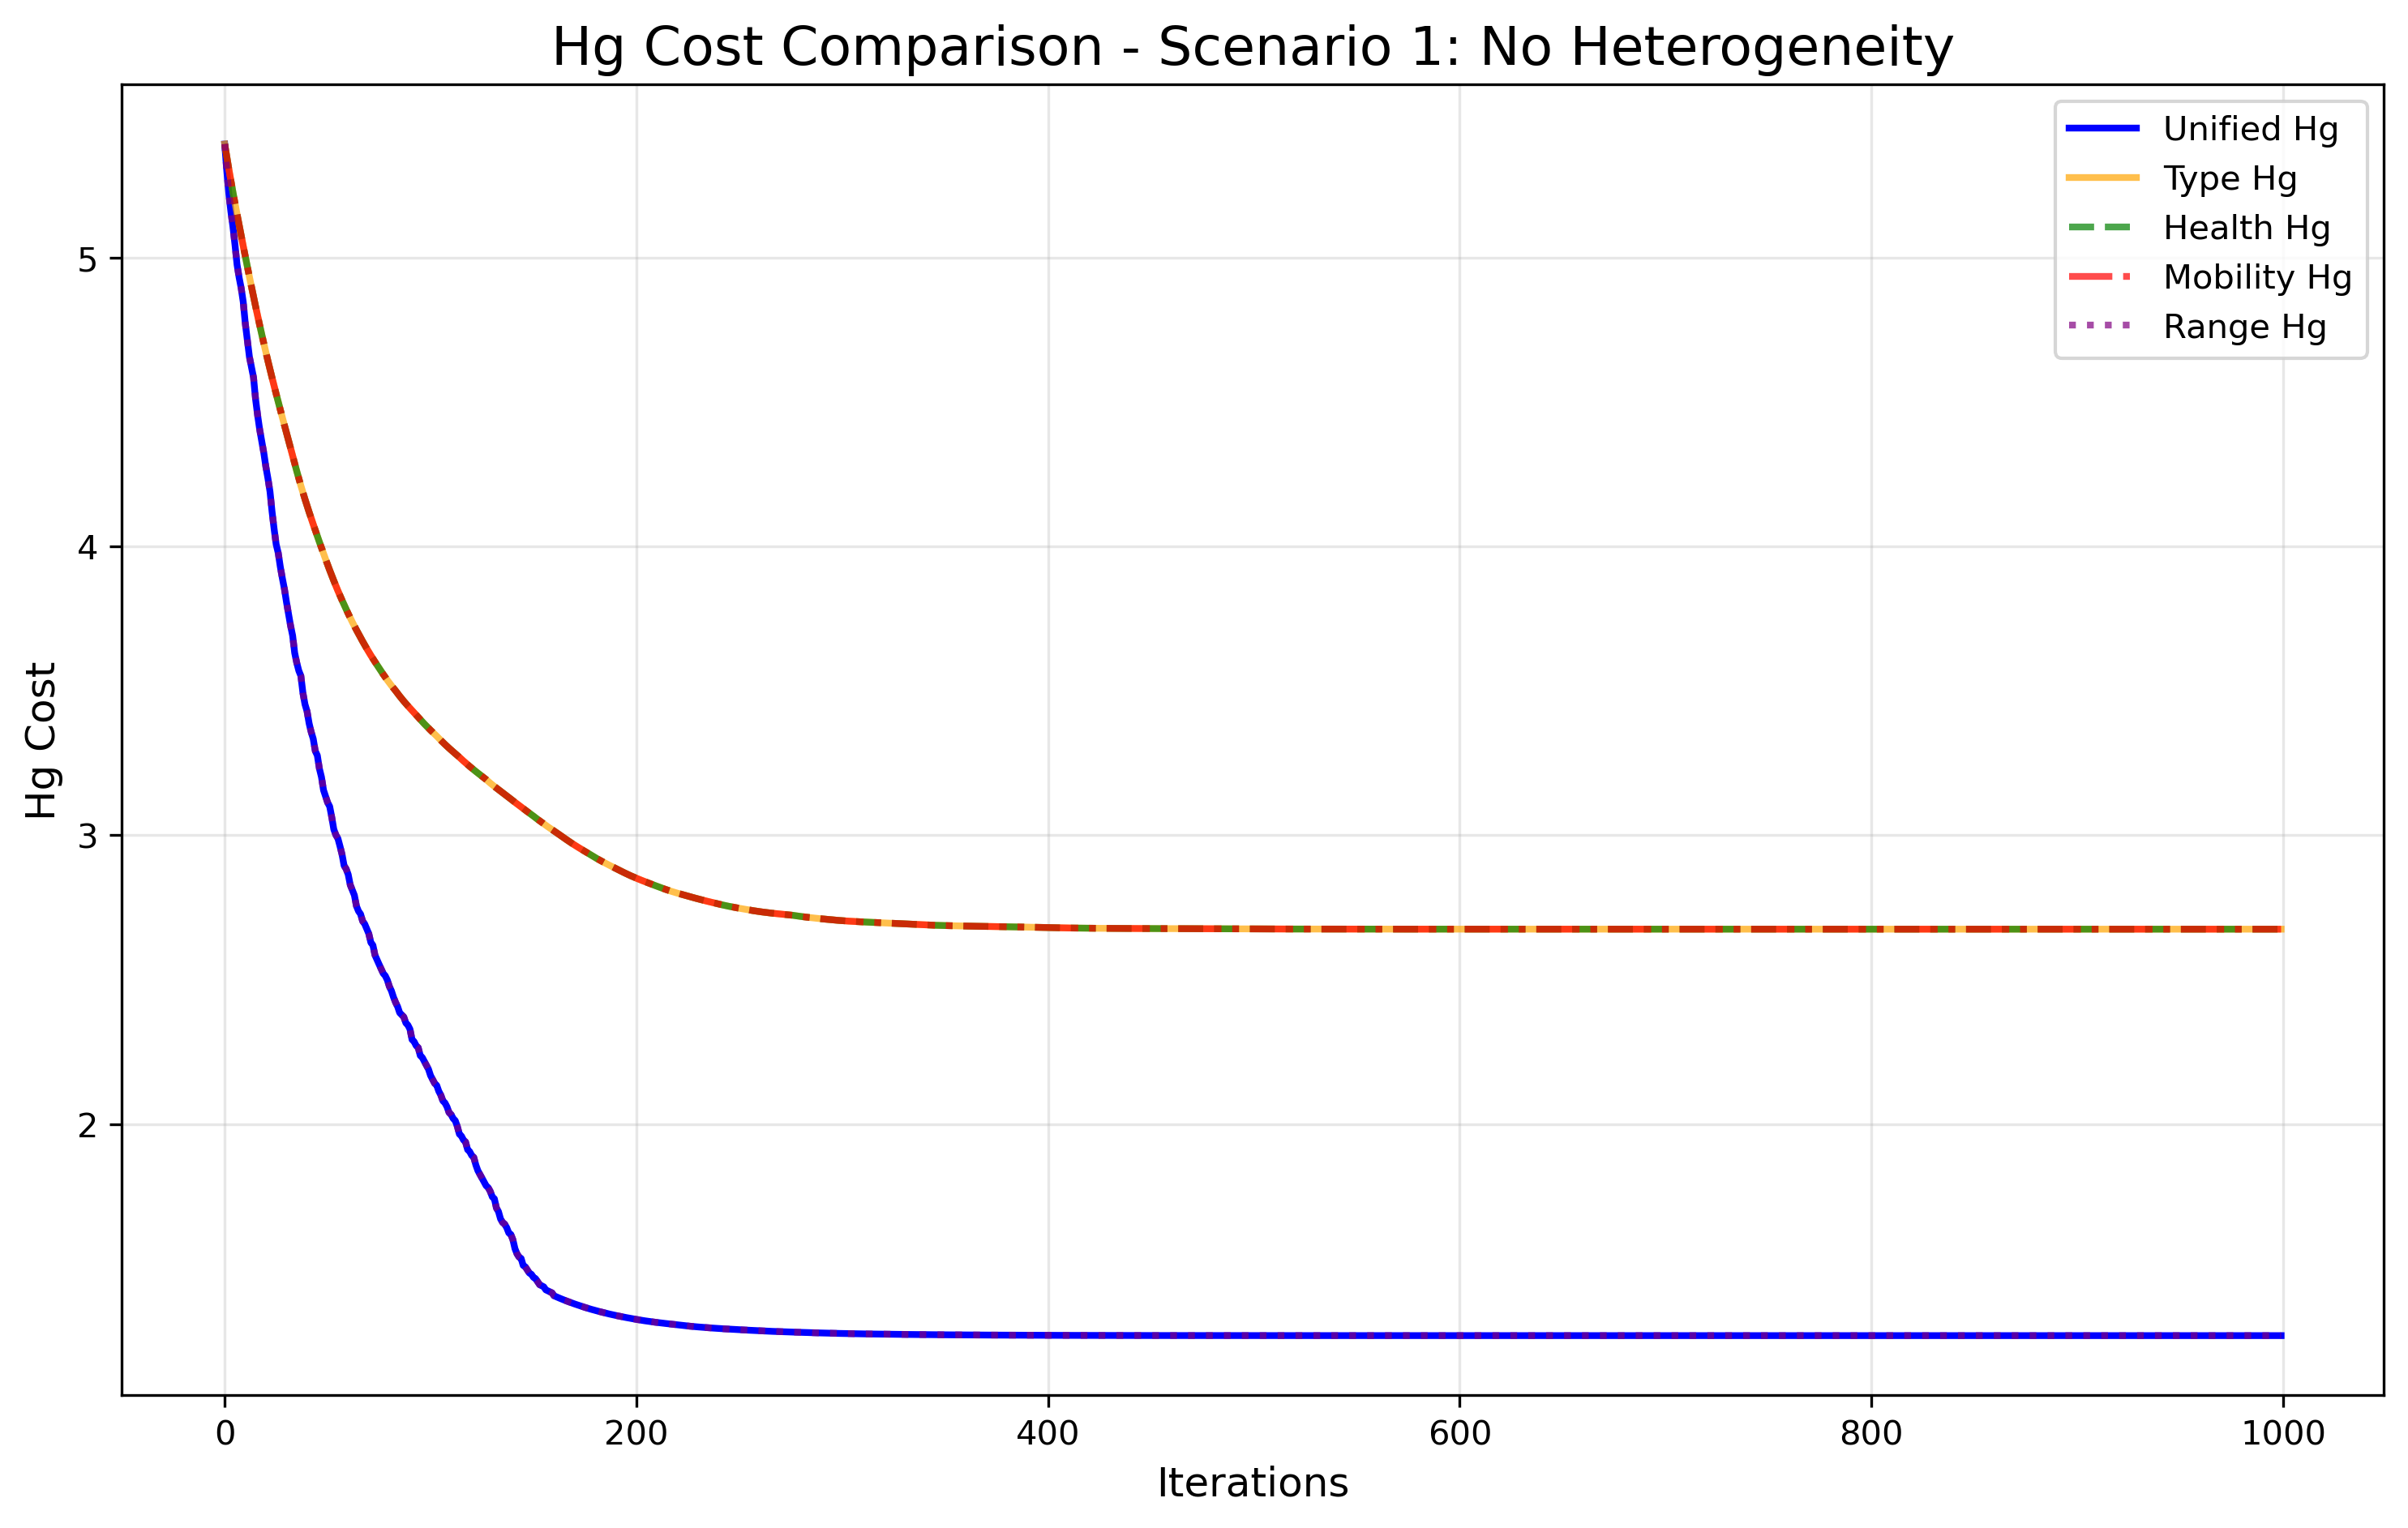 Hg Cost Comparison - Scenario 1: No Heterogeneity
Unified Hg
Type Hg
Health Hg
Mobility Hg
Range Hg
Hg Cost
5
4
3
2
0 200 400 600 800 1000
Iterations